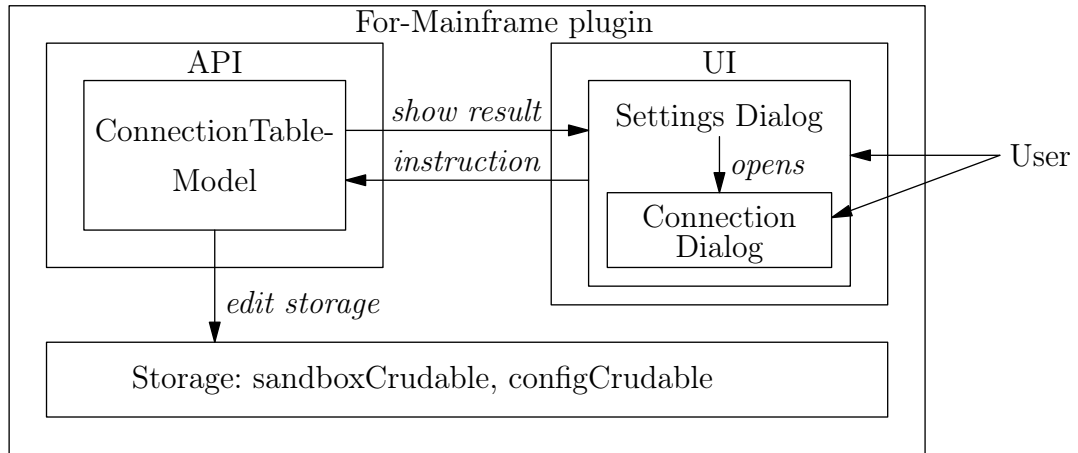 For-Mainframe plugin
API
UI
ConnectionTable-
Model
show result
instruction
Settings Dialog
opens
Connection
Dialog
User
edit storage
Storage: sandboxCrudable, configCrudable